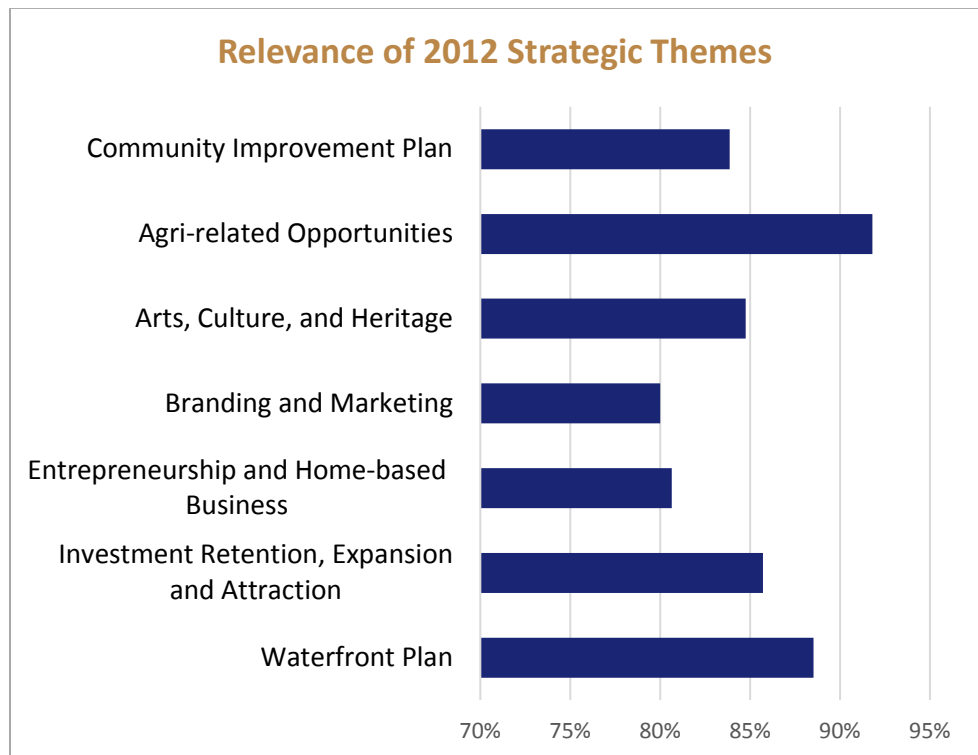 Relevance of 2012 Strategic Themes
Community Improvement Plan
Agri-related Opportunities
Arts, Culture, and Heritage
Branding and Marketing
Entrepreneurship and Home-based
Business
Investment Retention, Expansion
and Attraction
Waterfront Plan
70% 75% 80% 85% 90% 95%